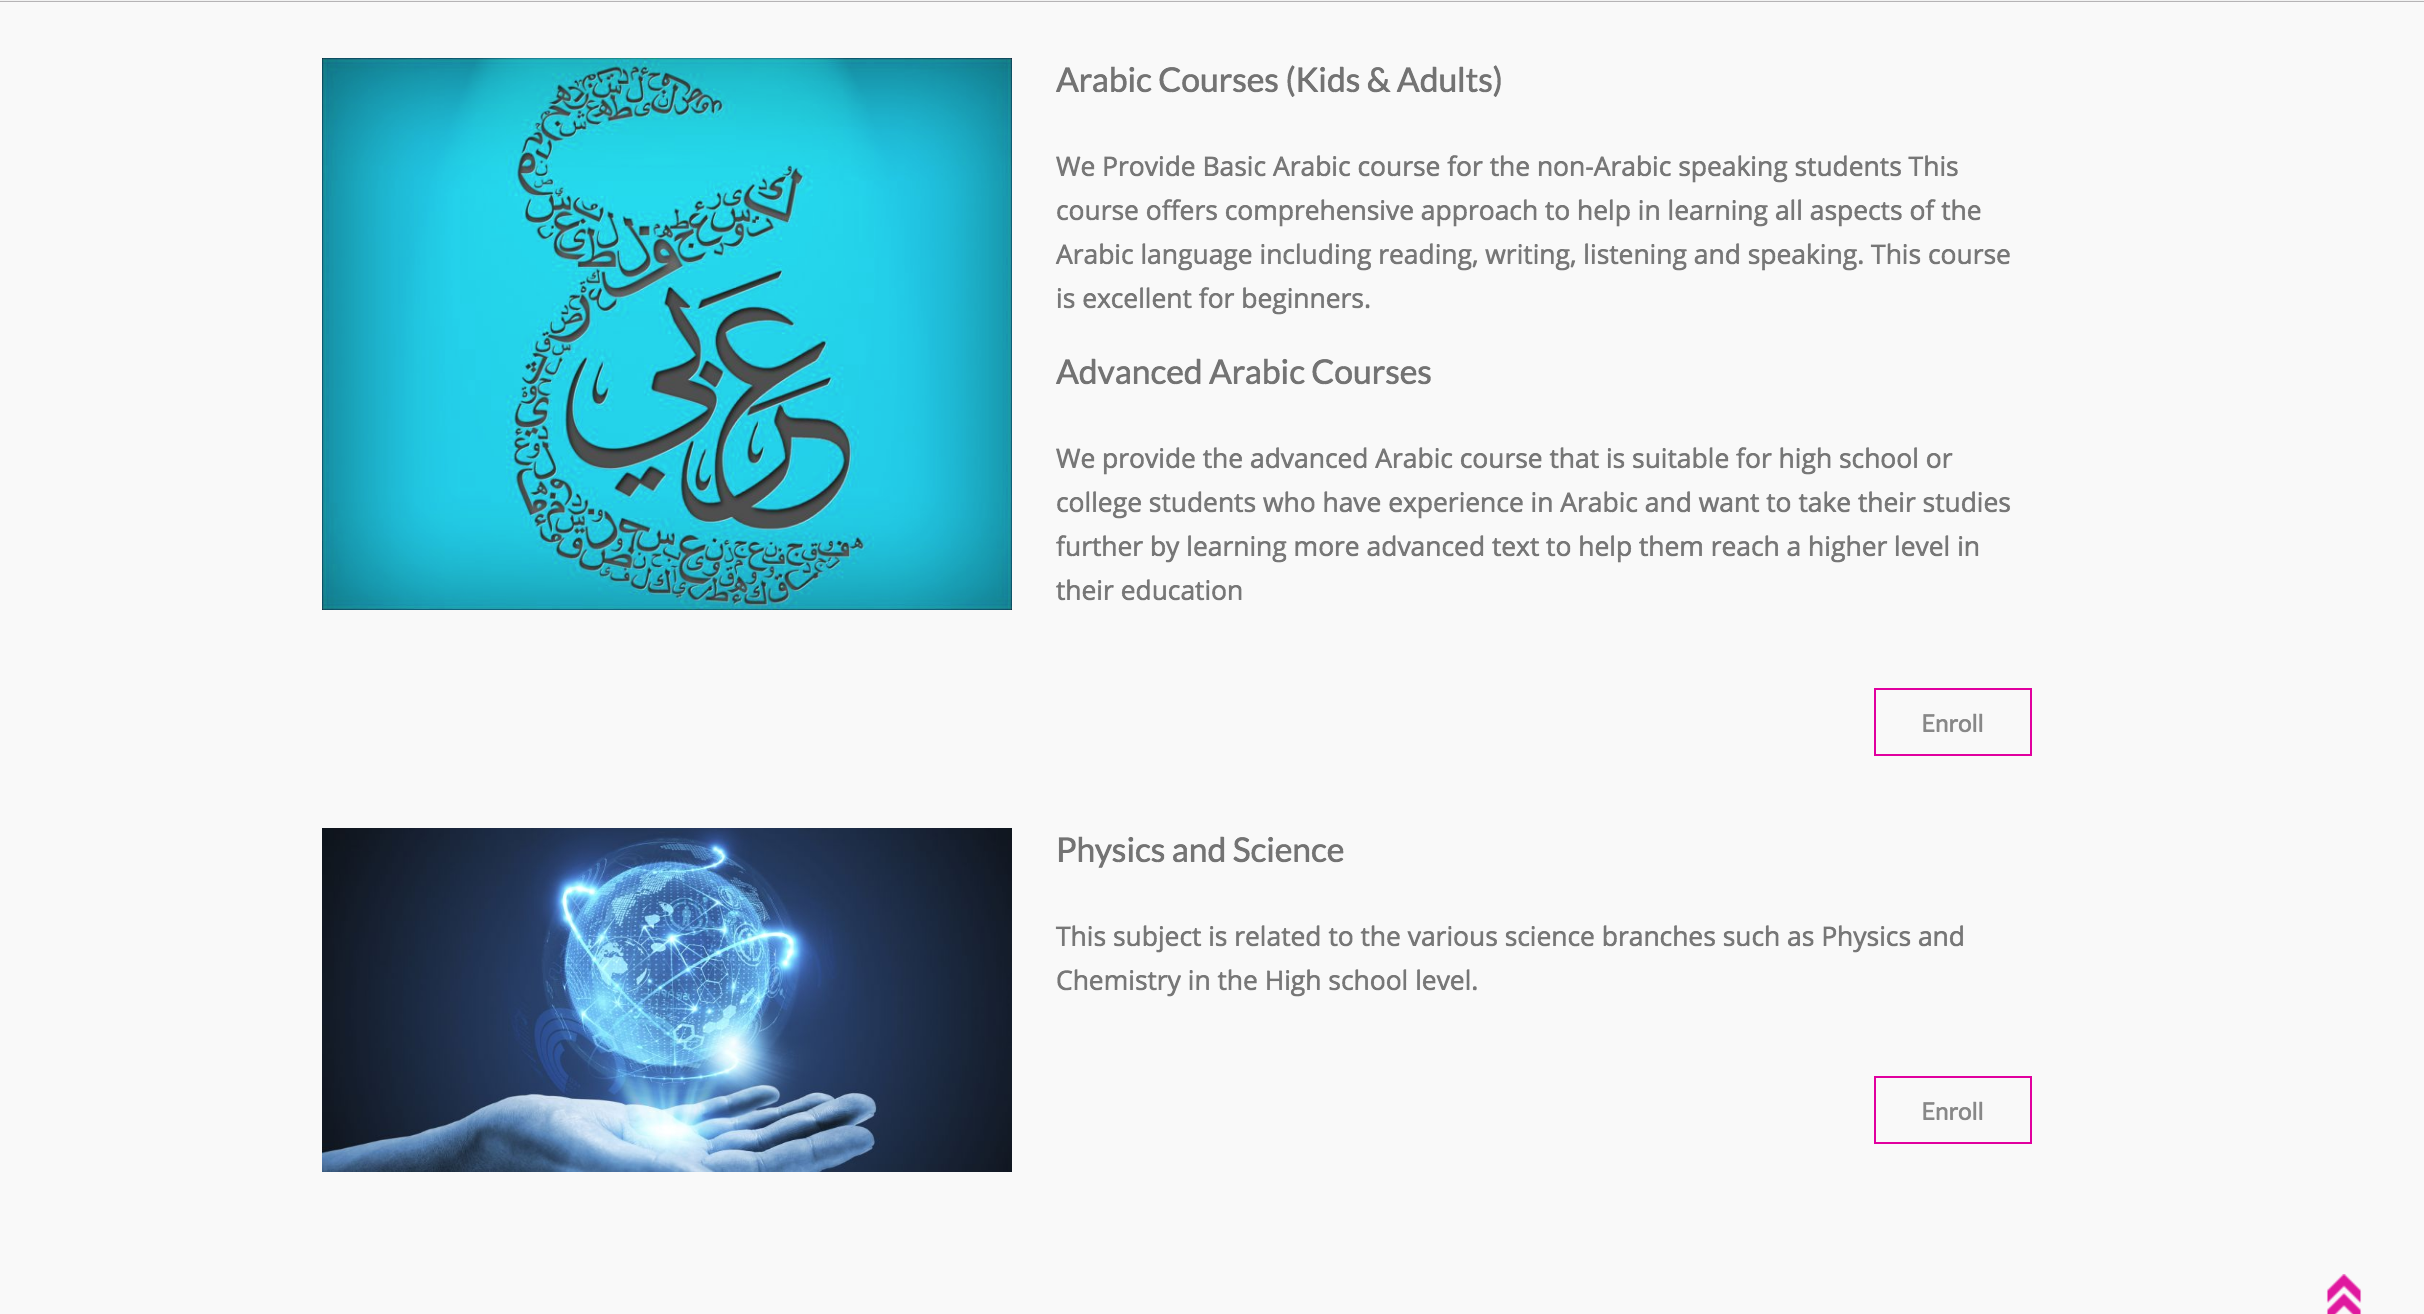 Arabic Courses (Kids & Adults)
We Provide Basic Arabic course for the non-Arabic speaking students This
course offers comprehensive approach to help in learning all aspects of the
Arabic language including reading, writing, listening and speaking. This course
is excellent for beginners.
Advanced Arabic Courses
We provide the advanced Arabic course that is suitable for high school or
college students who have experience in Arabic and want to take their studies
further by learning more advanced text to help them reach a higher level in
their education
عَرَبي
Enroll
Physics and Science
This subject is related to the various science branches such as Physics and
Chemistry in the High school level.
Enroll